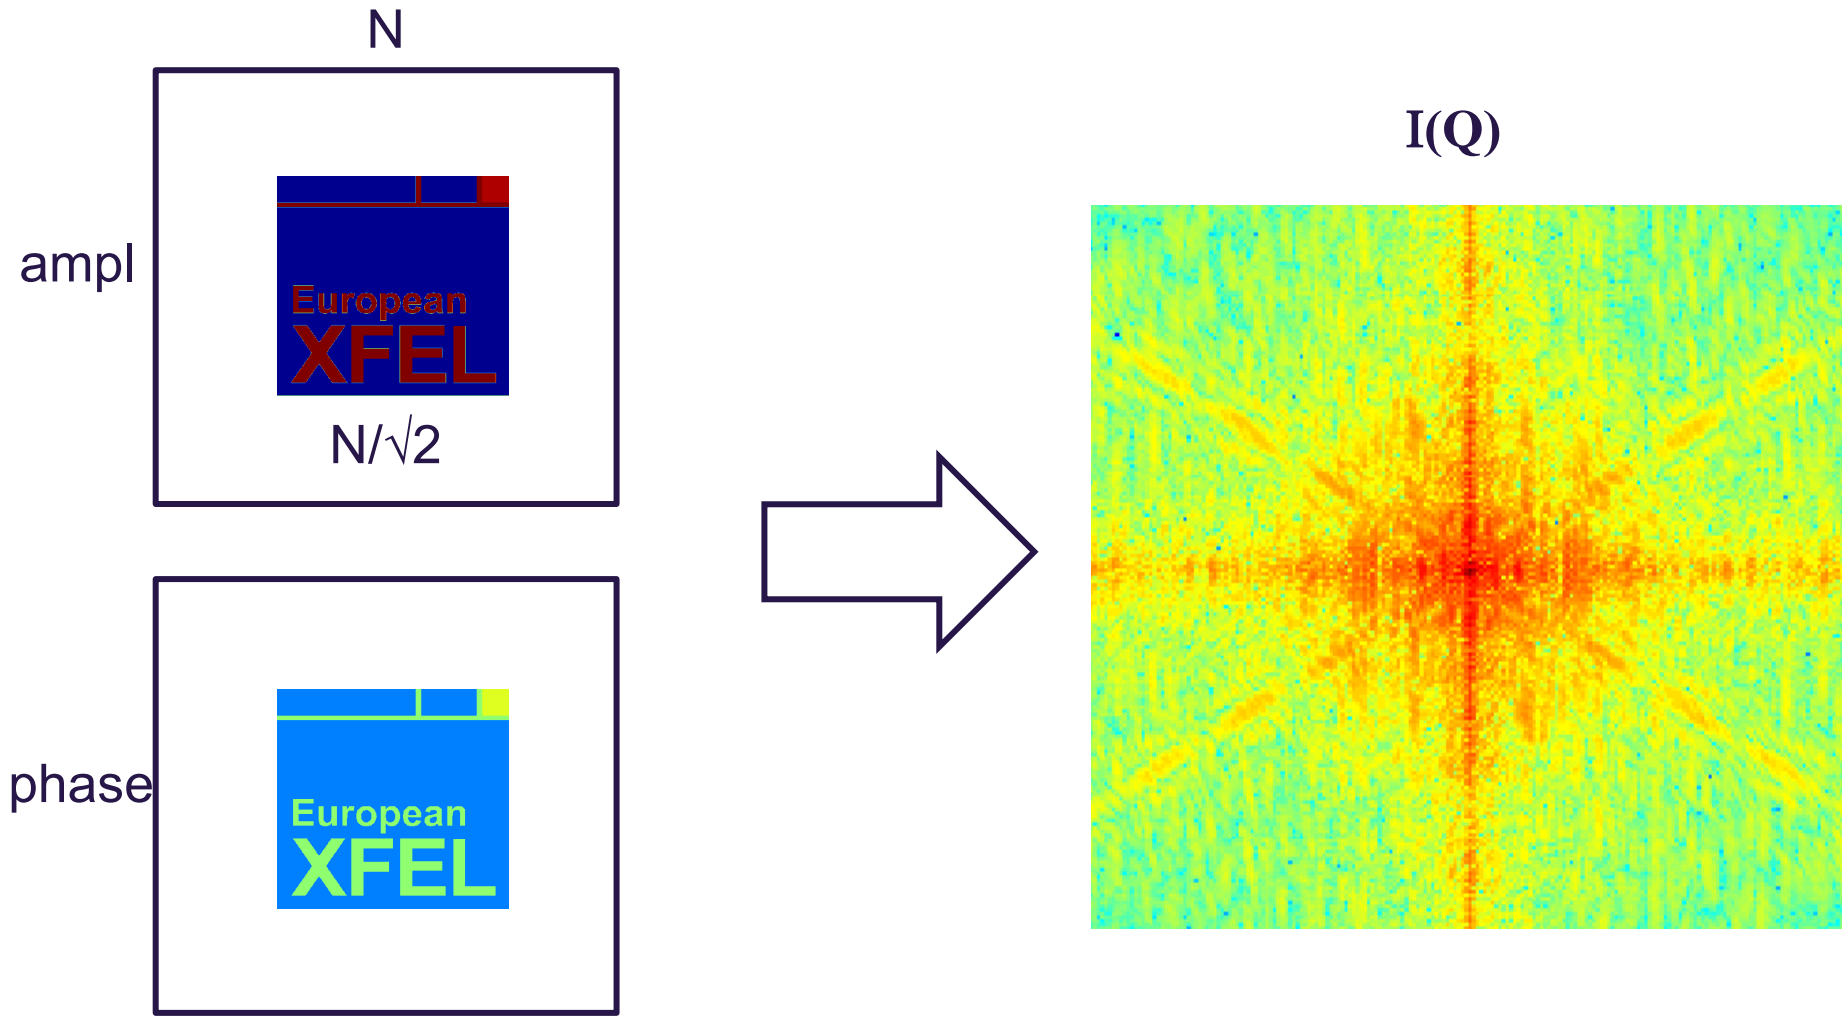 N
ampl
European
XFEL
N/√2
phase
European
XFEL
I(Q)